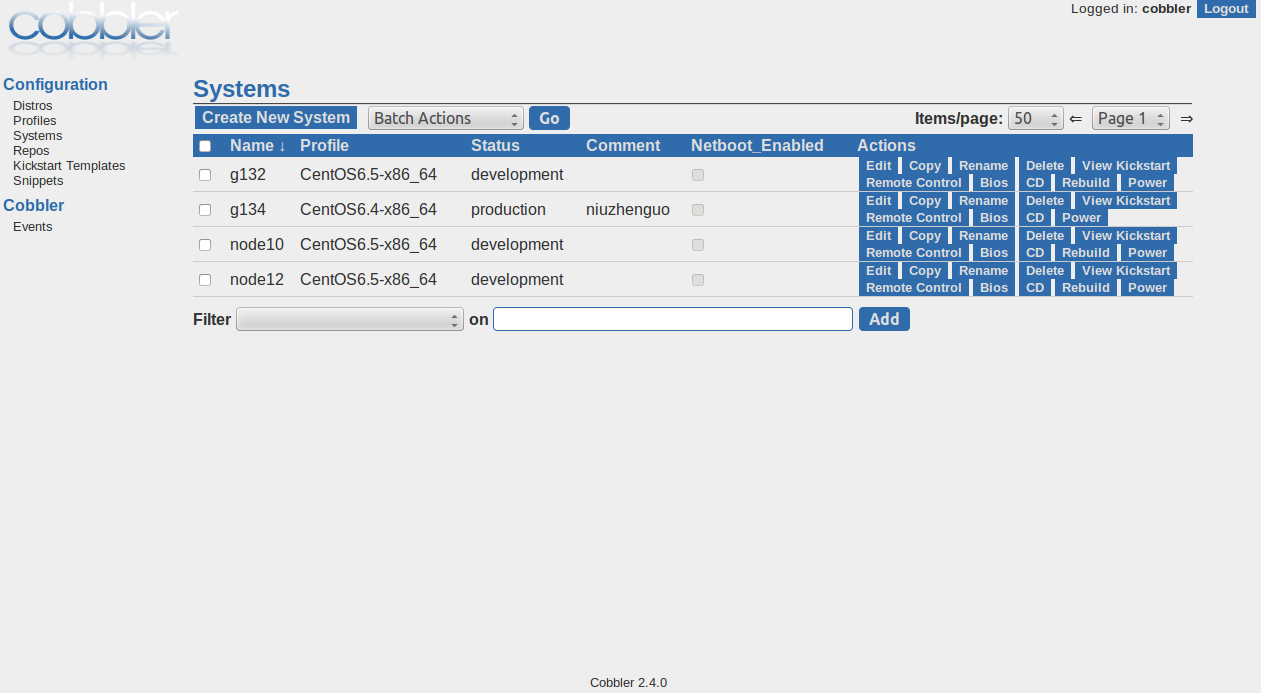 cobbler
Logged in: cobbler Logout
Configuration
Distros
Profiles
Systems
Repos
Kickstart Templates
Snippets
Cobbler
Events
Systems
Create New System Batch Actions Go Items/page: 50 ⇐ Page 1 ⇒
Name ↓ Profile Status Comment Netboot_Enabled Actions
g132 CentOS6.5-x86_64 development Edit Copy Rename Delete View Kickstart
Remote Control Bios CD Rebuild Power
g134 CentOS6.4-x86_64 production niuzhenguo Edit Copy Rename Delete View Kickstart
Remote Control Bios CD Power
node10 CentOS6.5-x86_64 development Edit Copy Rename Delete View Kickstart
Remote Control Bios CD Rebuild Power
node12 CentOS6.5-x86_64 development Edit Copy Rename Delete View Kickstart
Remote Control Bios CD Rebuild Power
Filter on Add
Cobbler 2.4.0